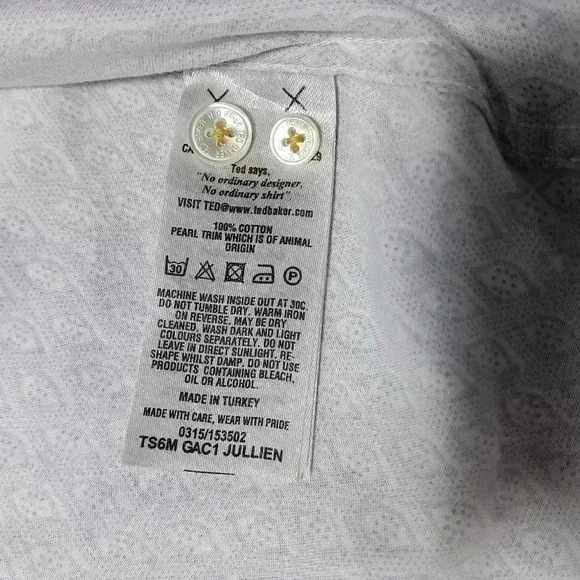 Ted says,
"No ordinary designer,
No ordinary shirt"
VISIT TED@www.tedbaker.com
100% COTTON
PEARL TRIM WHICH IS OF ANIMAL
ORIGIN
30 P
MACHINE WASH INSIDE OUT AT 30C.
DO NOT TUMBLE DRY. WARM IRON
ON REVERSE. MAY BE DRY
CLEANED. WASH DARK AND LIGHT
COLOURS SEPARATELY. DO NOT
LEAVE IN DIRECT SUNLIGHT. RE-
SHAPE WHILST DAMP. DO NOT USE
PRODUCTS CONTAINING BLEACH,
OIL OR ALCOHOL.
MADE IN TURKEY
MADE WITH CARE, WEAR WITH PRIDE
0315/153502
TS6M GAC1 JULLIEN